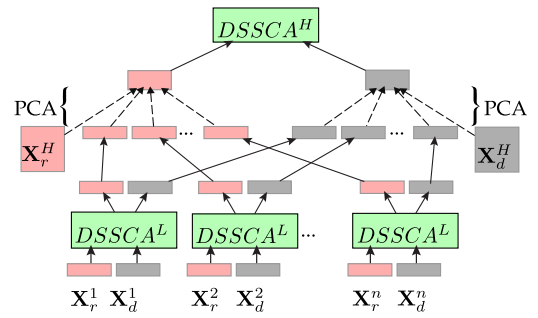 DSSCA^H
PCA{ }PCA
... ...
X_r^H X_d^H
DSSCA^L DSSCA^L ... DSSCA^L
X_r^1 X_d^1 X_r^2 X_d^2 X_r^n X_d^n